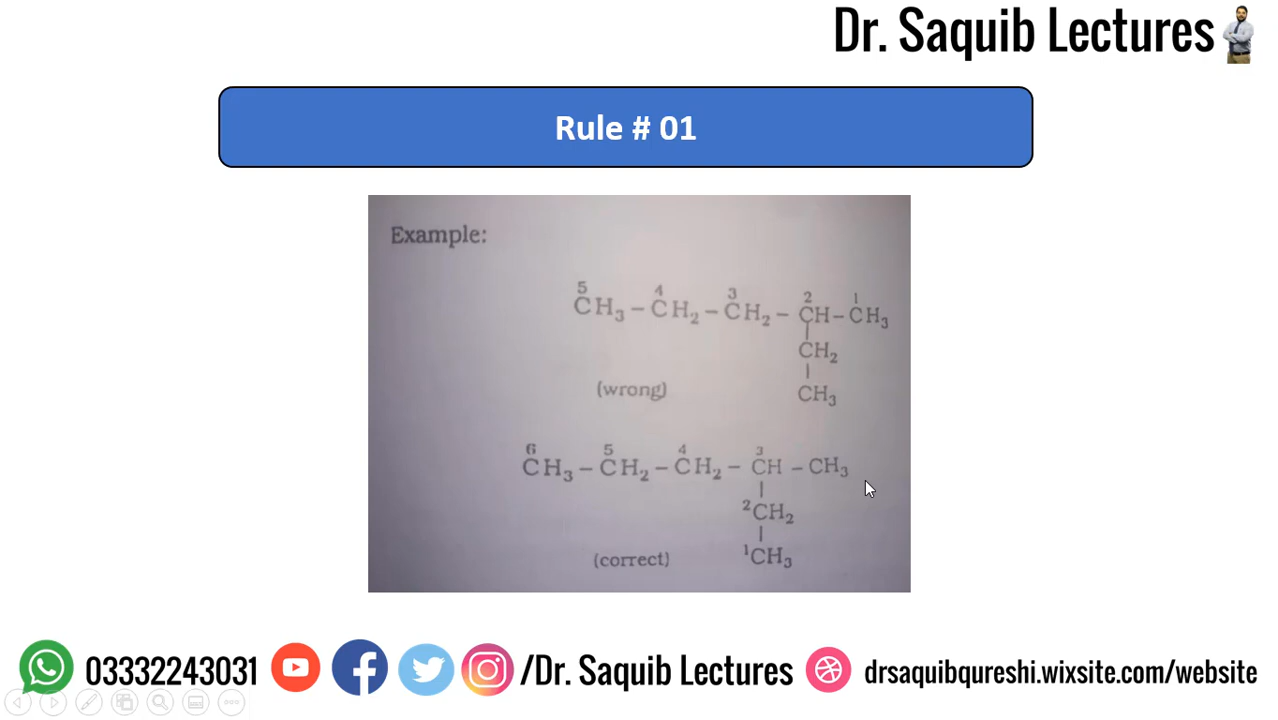 Dr. Saquib Lectures
Rule # 01
Example:
5 4 3 2 1
CH₃ – CH₂ – CH₂ – CH – CH₃
|
CH₂
|
CH₃
(wrong)
6 5 4 3
CH₃ – CH₂ – CH₂ – CH – CH₃
|
²CH₂
|
¹CH₃
(correct)
03332243031 /Dr. Saquib Lectures drsaquibqureshi.wixsite.com/website